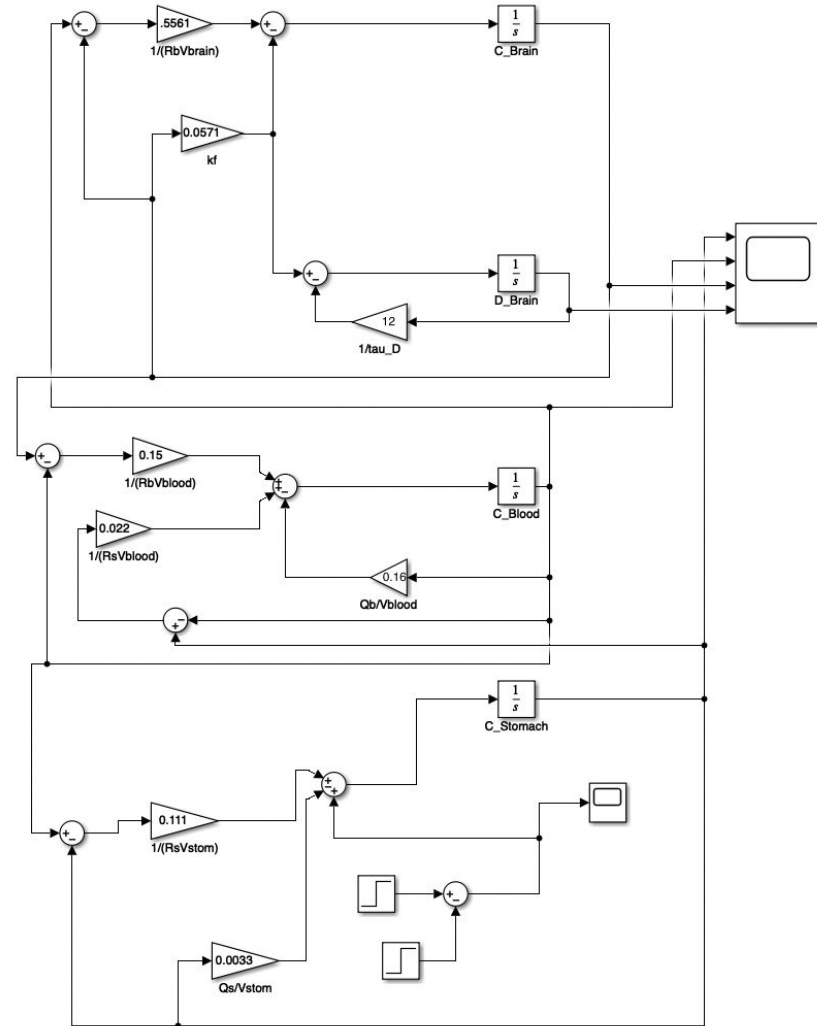 .5561
1/(RbVbrain)
1
s
C_Brain
0.0571
kf
1
s
D_Brain
12
1/tau_D
0.15
1/(RbVblood)
1
s
C_Blood
0.022
1/(RsVblood)
0.16
Qb/Vblood
1
s
C_Stomach
0.111
1/(RsVstom)
0.0033
Qs/Vstom